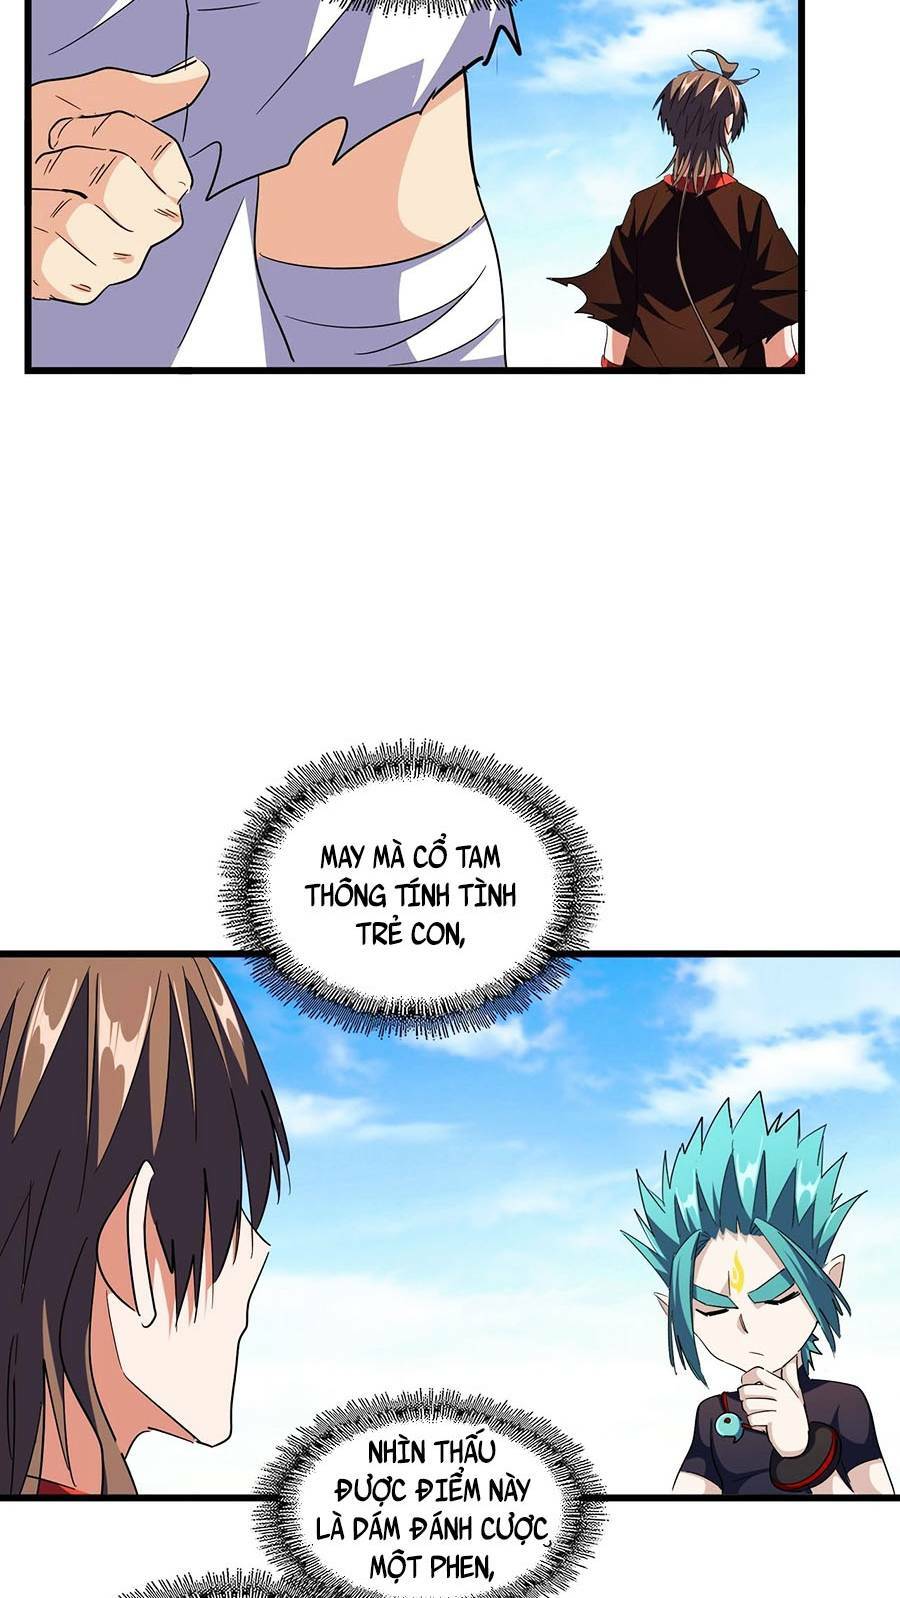 MAY MÀ CỔ TAM
THÔNG TÍNH TÌNH
TRẺ CON,
NHÌN THẤU
ĐƯỢC ĐIỂM NÀY
LÀ DÁM ĐÁNH CƯỢC
MỘT PHEN,